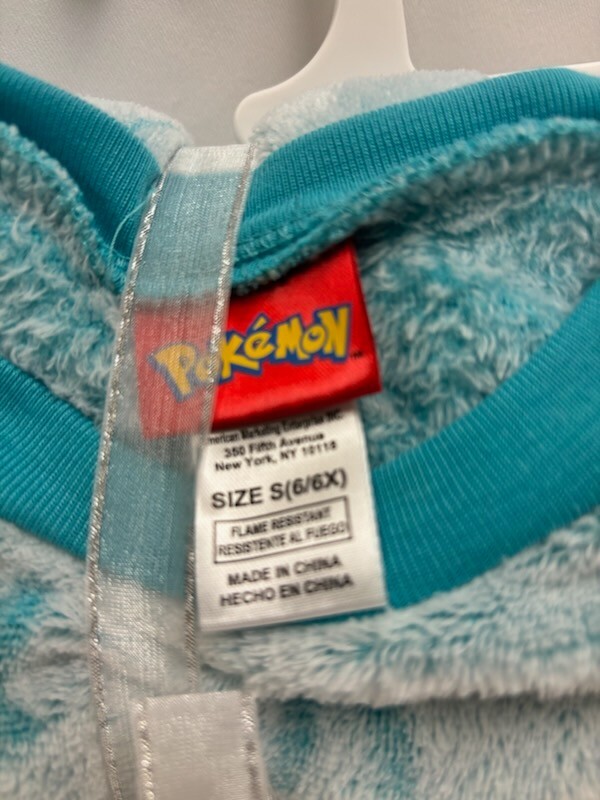 Pokémon
American Marketing Enterprise INC.
350 Fifth Avenue
New York, NY 10118
SIZE S(6/6X)
FLAME RESISTANT
RESISTENTE AL FUEGO
MADE IN CHINA
HECHO EN CHINA